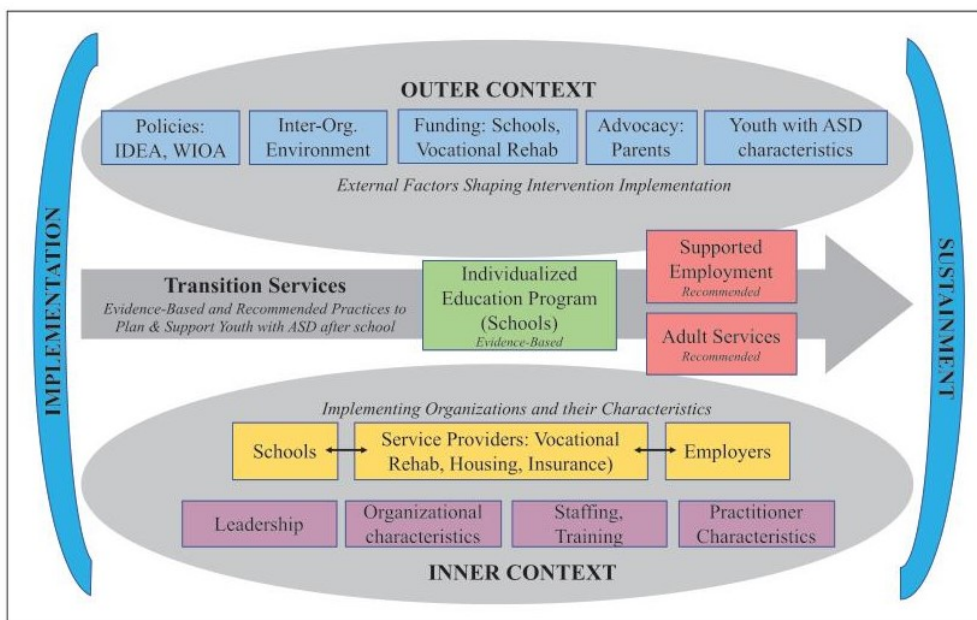 OUTER CONTEXT
Policies:
IDEA, WIOA
Inter-Org.
Environment
Funding: Schools,
Vocational Rehab
Advocacy:
Parents
Youth with ASD
characteristics
External Factors Shaping Intervention Implementation
IMPLEMENTATION
Transition Services
Evidence-Based and Recommended Practices to
Plan & Support Youth with ASD after school
Individualized
Education Program
(Schools)
Evidence-Based
Supported
Employment
Recommended
Adult Services
Recommended
SUSTAINMENT
Implementing Organizations and their Characteristics
Schools
Service Providers: Vocational
Rehab, Housing, Insurance)
Employers
Leadership
Organizational
characteristics
Staffing,
Training
Practitioner
Characteristics
INNER CONTEXT